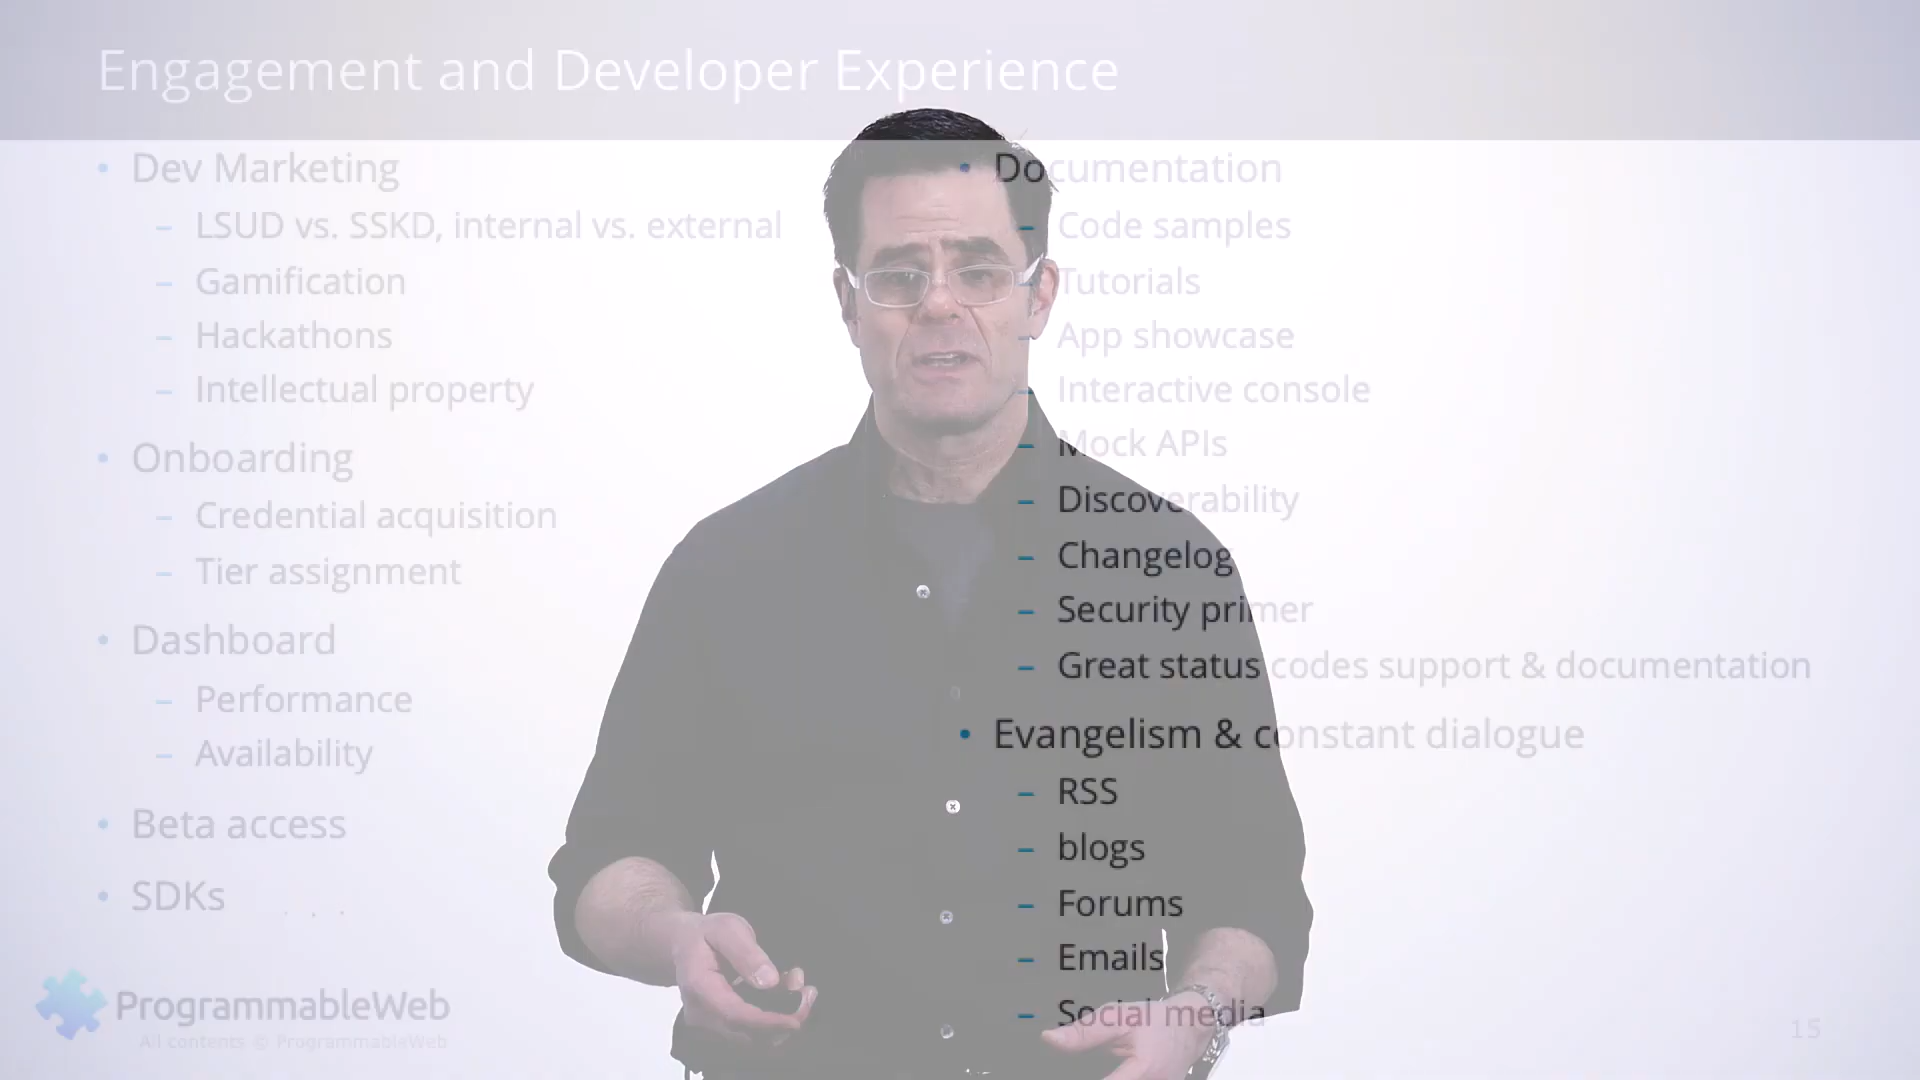 Engagement and Developer Experience
• Dev Marketing
– LSUD vs. SSKD, internal vs. external
– Gamification
– Hackathons
– Intellectual property
• Onboarding
– Credential acquisition
– Tier assignment
• Dashboard
– Performance
– Availability
• Beta access
• SDKs
• Documentation
– Code samples
– Tutorials
– App showcase
– Interactive console
– Mock APIs
– Discoverability
– Changelog
– Security primer
– Great status codes support & documentation
• Evangelism & constant dialogue
– RSS
– blogs
– Forums
– Emails
– Social media
ProgrammableWeb
All contents © ProgrammableWeb
15